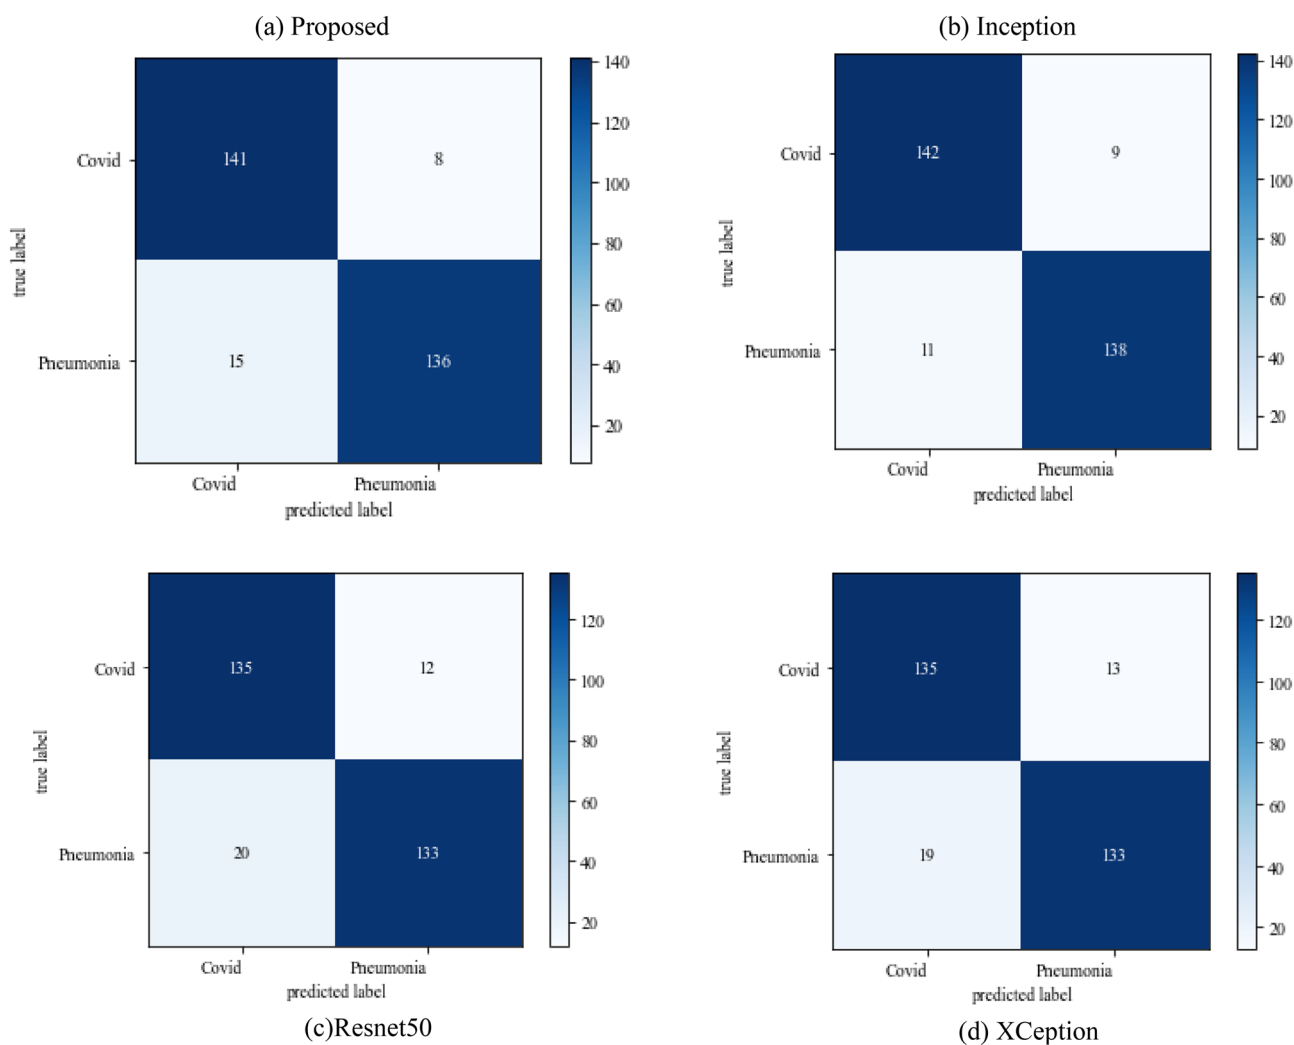 (a) Proposed
140
120
100
80
60
40
20
Covid
Pneumonia
true label
141
8
15
136
Covid
Pneumonia
predicted label
(b) Inception
140
120
100
80
60
40
20
Covid
Pneumonia
true label
142
9
11
138
Covid
Pneumonia
predicted label
120
100
80
60
40
20
Covid
Pneumonia
true label
135
12
20
133
Covid
Pneumonia
predicted label
(c)Resnet50
120
100
80
60
40
20
Covid
Pneumonia
true label
135
13
19
133
Covid
Pneumonia
predicted label
(d) XCeption